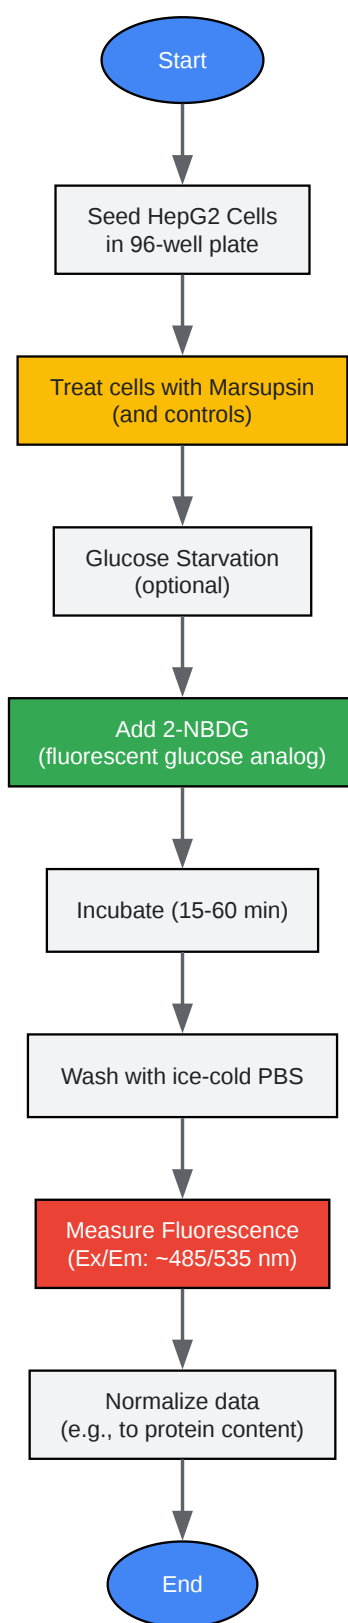 Start
Seed HepG2 Cells
in 96-well plate
Treat cells with Marsupsin
(and controls)
Glucose Starvation
(optional)
Add 2-NBDG
(fluorescent glucose analog)
Incubate (15-60 min)
Wash with ice-cold PBS
Measure Fluorescence
(Ex/Em: ~485/535 nm)
Normalize data
(e.g., to protein content)
End